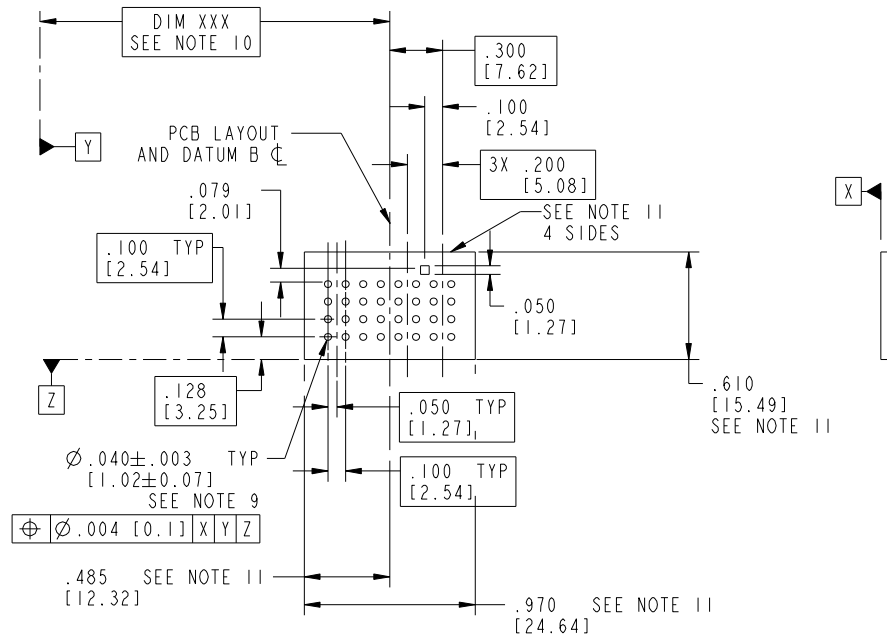 DIM XXX
SEE NOTE 10
.300
[7.62]
.100
[2.54]
Y
PCB LAYOUT
AND DATUM B ℄
3X .200
[5.08]
X
.079
[2.01]
SEE NOTE 11
4 SIDES
.100 TYP
[2.54]
.050
[1.27]
Z
.128
[3.25]
.050 TYP
[1.27]
.610
[15.49]
SEE NOTE 11
Ø.040±.003 TYP
[1.02±0.07]
SEE NOTE 9
.100 TYP
[2.54]
⌖ Ø.004 [0.1] X Y Z
.485 SEE NOTE 11
[12.32]
.970 SEE NOTE 11
[24.64]